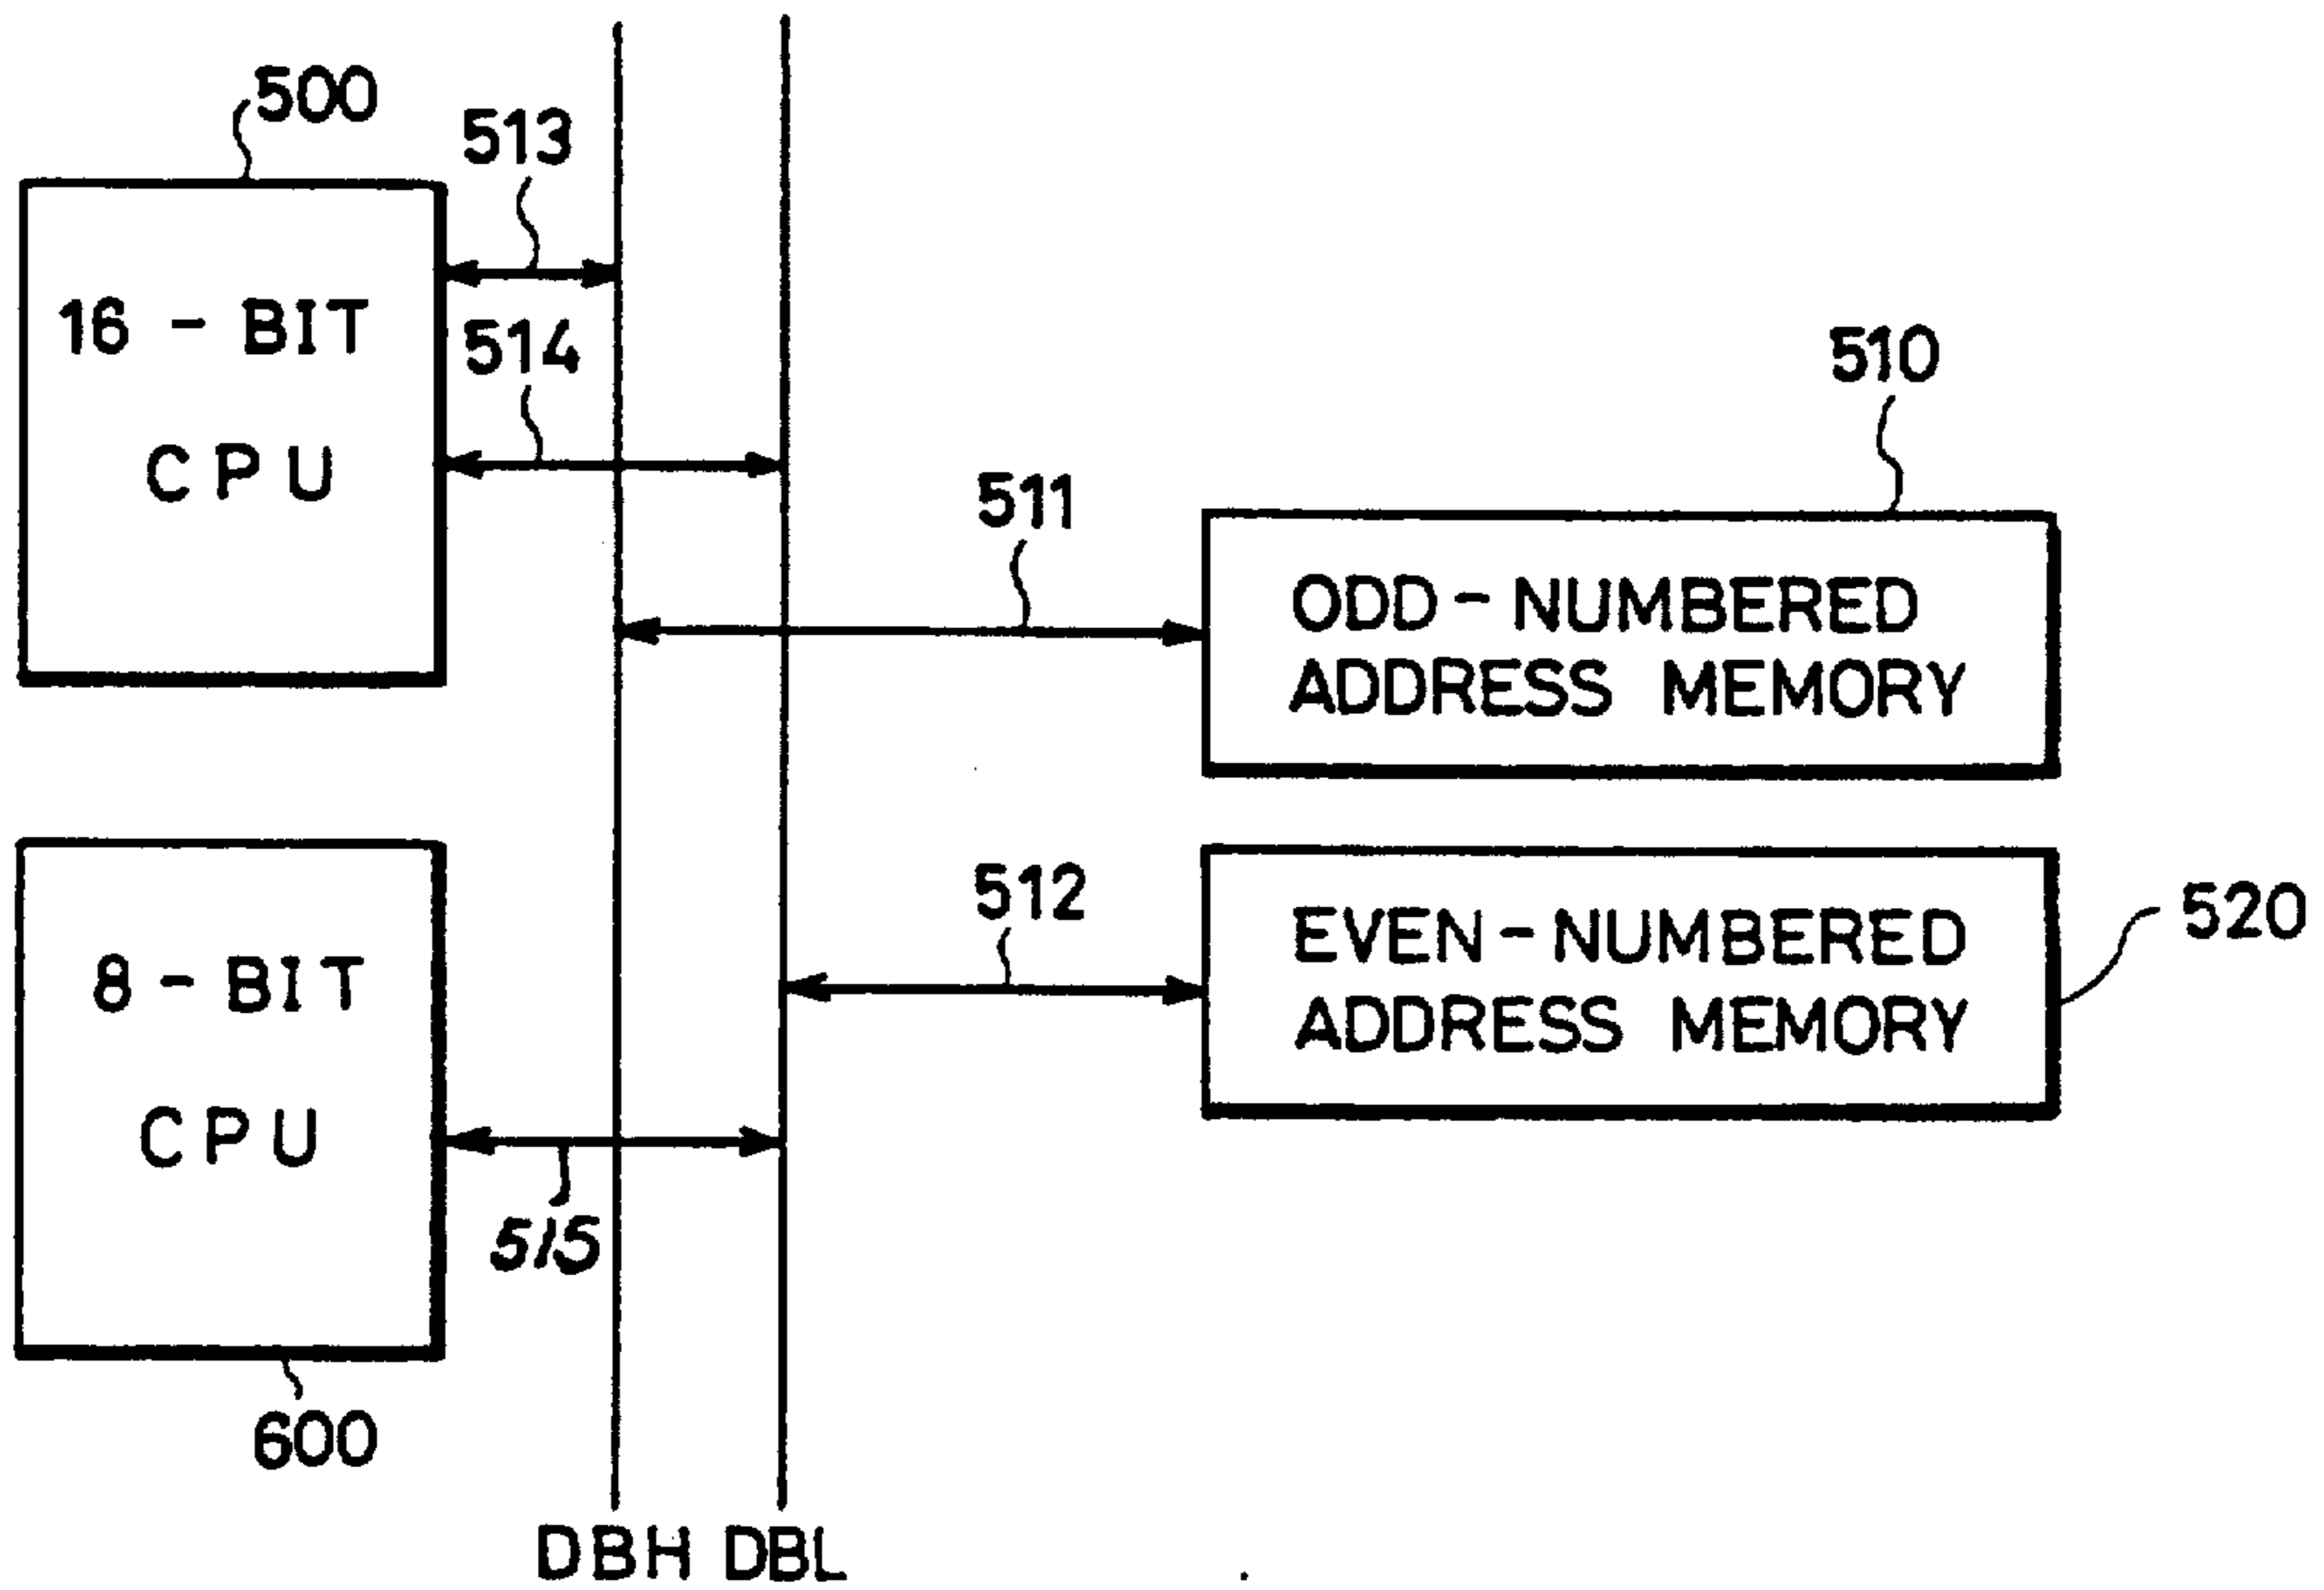 500
513
16 - BIT
CPU
514
510
511
ODD - NUMBERED
ADDRESS MEMORY
512
EVEN - NUMBERED
ADDRESS MEMORY
520
8 - BIT
CPU
515
600
DBH DBL